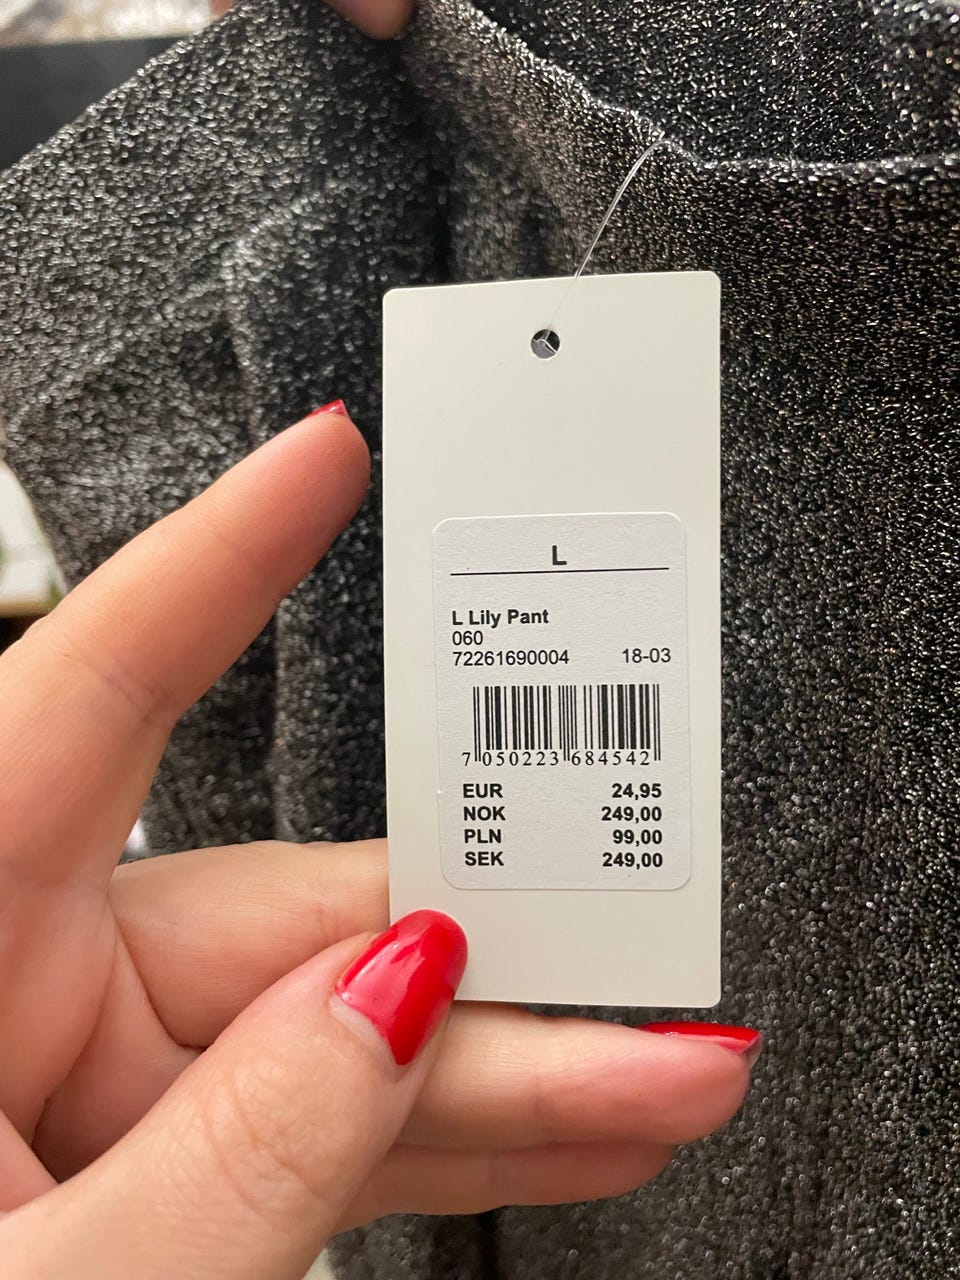 L
L Lily Pant
060
72261690004 18-03
7 050223 684542
EUR 24,95
NOK 249,00
PLN 99,00
SEK 249,00